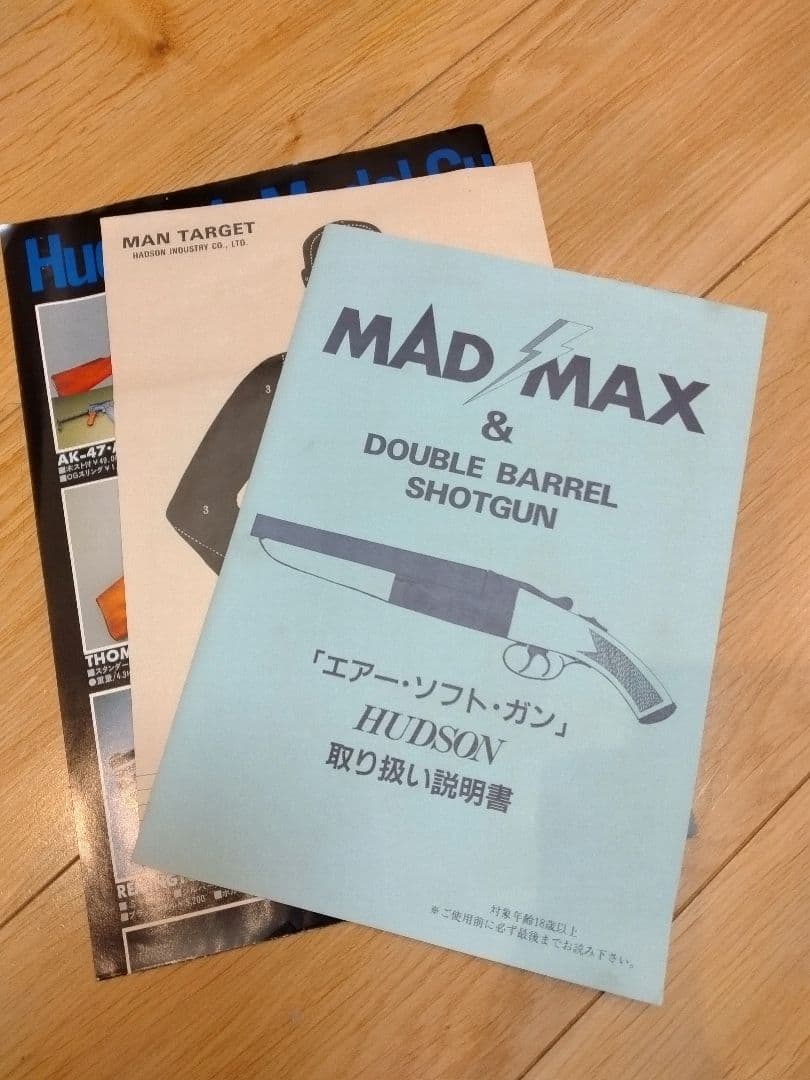 MAN TARGET
HADSON INDUSTRY CO., LTD.
3
3
AK-47・
THOM
MAD MAX
&
DOUBLE BARREL
SHOTGUN
「エアー・ソフト・ガン」
HUDSON
取り扱い説明書
対象年齢18歳以上
※ご使用前に必ず最後までお読み下さい。